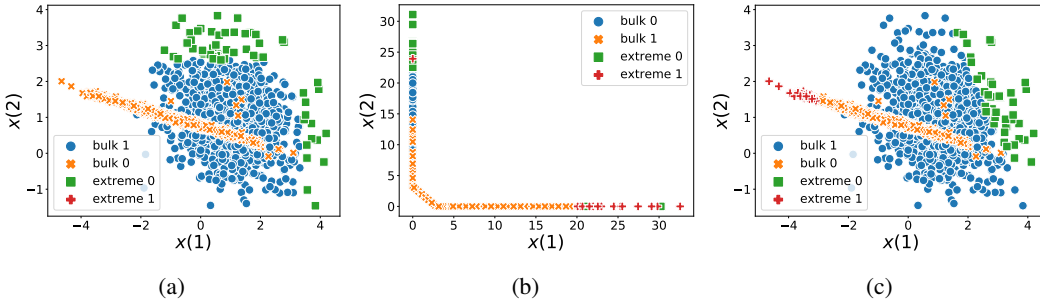 4
3
2
1
0
−1
x(2)
bulk 1
bulk 0
extreme 0
extreme 1
−4 −2 0 2 4
x(1)
(a)
30
25
20
15
10
5
0
x(2)
bulk 0
bulk 1
extreme 0
extreme 1
0 5 10 15 20 25 30
x(1)
(b)
4
3
2
1
0
−1
x(2)
bulk 1
bulk 0
extreme 0
extreme 1
−4 −2 0 2 4
x(1)
(c)